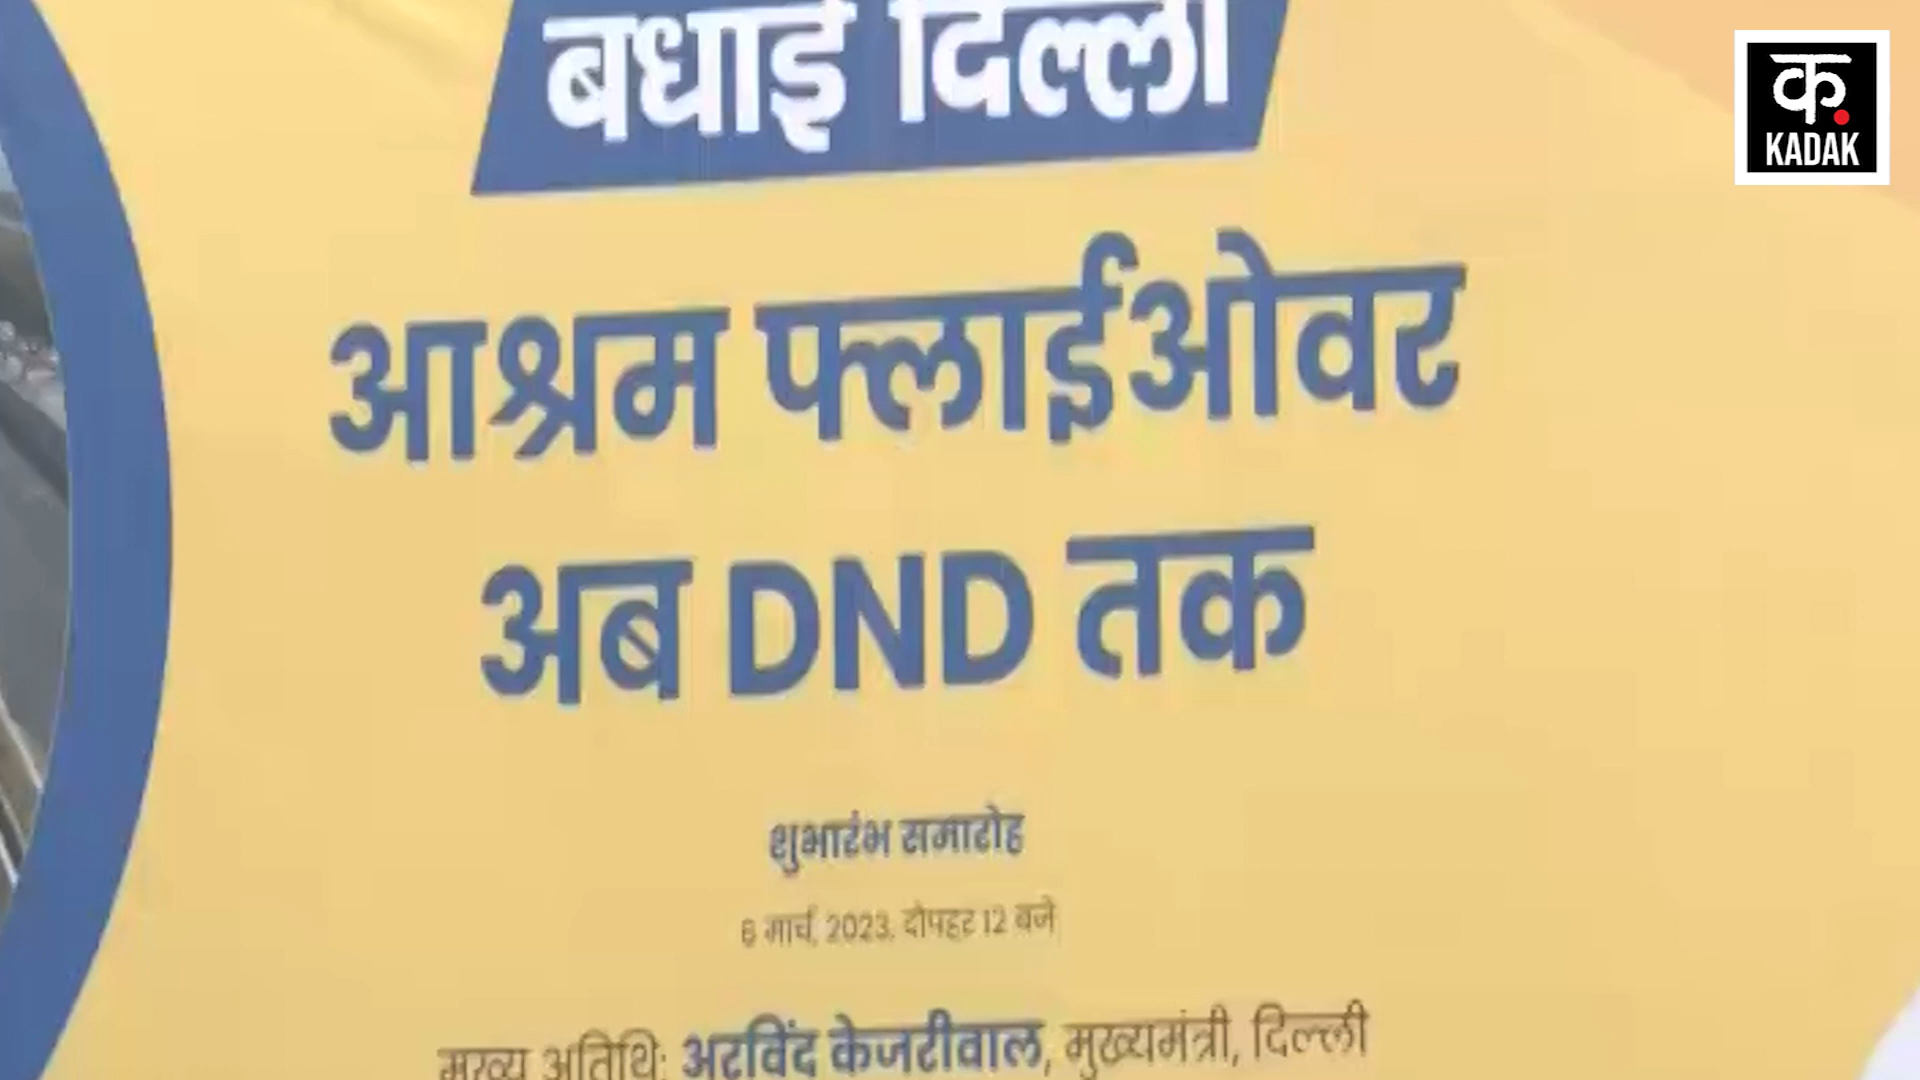 बधाई दिल्ली
क
KADAK
आश्रम फ्लाईओवर
अब DND तक
शुभारंभ समारोह
6 मार्च, 2023, दोपहर 12 बजे
मुख्य अतिथि: अरविंद केजरीवाल, मुख्यमंत्री, दिल्ली